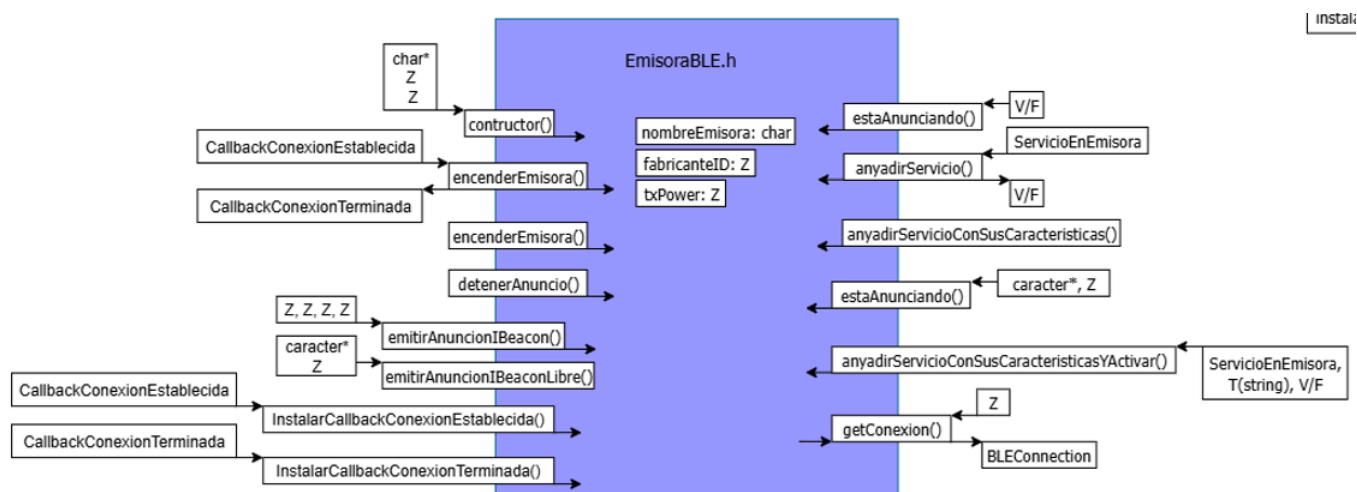 instala
EmisoraBLE.h
char*
Z
Z
contructor()
CallbackConexionEstablecida
encenderEmisora()
CallbackConexionTerminada
encenderEmisora()
detenerAnuncio()
Z, Z, Z, Z
emitirAnuncionIBeacon()
caracter*
Z
emitirAnuncionIBeaconLibre()
CallbackConexionEstablecida
InstalarCallbackConexionEstablecida()
CallbackConexionTerminada
InstalarCallbackConexionTerminada()
nombreEmisora: char
fabricanteID: Z
txPower: Z
V/F
estaAnunciando()
ServicioEnEmisora
anyadirServicio()
V/F
anyadirServicioConSusCaracteristicas()
caracter*, Z
estaAnunciando()
anyadirServicioConSusCaracteristicasYActivar()
ServicioEnEmisora,
T(string), V/F
Z
getConexion()
BLEConnection